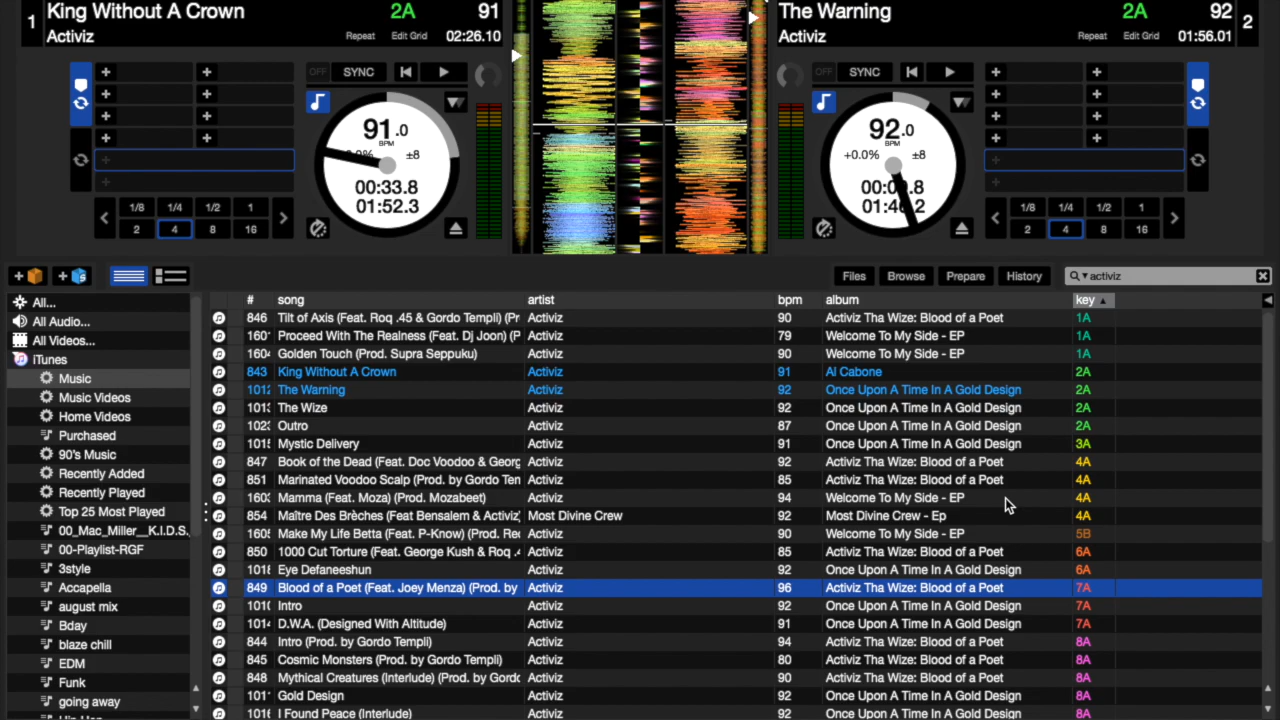 1 King Without A Crown 2A 91
Activiz Repeat Edit Grid 02:26.10
The Warning 2A 92 2
Activiz Repeat Edit Grid 01:56.01
OFF SYNC
91.0
BPM
±8
00:33.8
01:52.3
1/8 1/4 1/2 1
2 4 8 16
OFF SYNC
92.0
BPM
+0.0% ±8
1/8 1/4 1/2 1
2 4 8 16
Files Browse Prepare History activiz
All...
All Audio...
All Videos...
iTunes
Music
Music Videos
Home Videos
Purchased
90's Music
Recently Added
Recently Played
Top 25 Most Played
00_Mac_Miller__K.I.D.S.
00-Playlist-RGF
3style
Accapella
august mix
Bday
blaze chill
EDM
Funk
going away
# song artist bpm album key
846 Tilt of Axis (Feat. Roq .45 & Gordo Templi) (Pr Activiz 90 Activiz Tha Wize: Blood of a Poet 1A
160 Proceed With The Realness (Feat. Dj Joon) (P Activiz 79 Welcome To My Side - EP 1A
1604 Golden Touch (Prod. Supra Seppuku) Activiz 90 Welcome To My Side - EP 1A
843 King Without A Crown Activiz 91 Al Cabone 2A
1012 The Warning Activiz 92 Once Upon A Time In A Gold Design 2A
1013 The Wize Activiz 92 Once Upon A Time In A Gold Design 2A
1023 Outro Activiz 87 Once Upon A Time In A Gold Design 2A
1015 Mystic Delivery Activiz 91 Once Upon A Time In A Gold Design 3A
847 Book of the Dead (Feat. Doc Voodoo & Georg Activiz 92 Activiz Tha Wize: Blood of a Poet 4A
851 Marinated Voodoo Scalp (Prod. by Gordo Ten Activiz 85 Activiz Tha Wize: Blood of a Poet 4A
1603 Mamma (Feat. Moza) (Prod. Mozabeet) Activiz 94 Welcome To My Side - EP 4A
854 Maître Des Brèches (Feat Bensalem & Activiz Most Divine Crew 92 Most Divine Crew - Ep 4A
1605 Make My Life Betta (Feat. P-Know) (Prod. Re Activiz 90 Welcome To My Side - EP 5B
850 1000 Cut Torture (Feat. George Kush & Roq .4 Activiz 85 Activiz Tha Wize: Blood of a Poet 6A
1018 Eye Defaneeshun Activiz 92 Once Upon A Time In A Gold Design 6A
849 Blood of a Poet (Feat. Joey Menza) (Prod. by Activiz 96 Activiz Tha Wize: Blood of a Poet 7A
1010 Intro Activiz 92 Once Upon A Time In A Gold Design 7A
1014 D.W.A. (Designed With Altitude) Activiz 91 Once Upon A Time In A Gold Design 7A
844 Intro (Prod. by Gordo Templi) Activiz 94 Activiz Tha Wize: Blood of a Poet 8A
845 Cosmic Monsters (Prod. by Gordo Templi) Activiz 80 Activiz Tha Wize: Blood of a Poet 8A
848 Mythical Creatures (Interlude) (Prod. by Gordo Activiz 90 Activiz Tha Wize: Blood of a Poet 8A
101 Gold Design Activiz 92 Once Upon A Time In A Gold Design 8A
1016 I Found Peace (Interlude) Activiz 92 Once Upon A Time In A Gold Design 8A